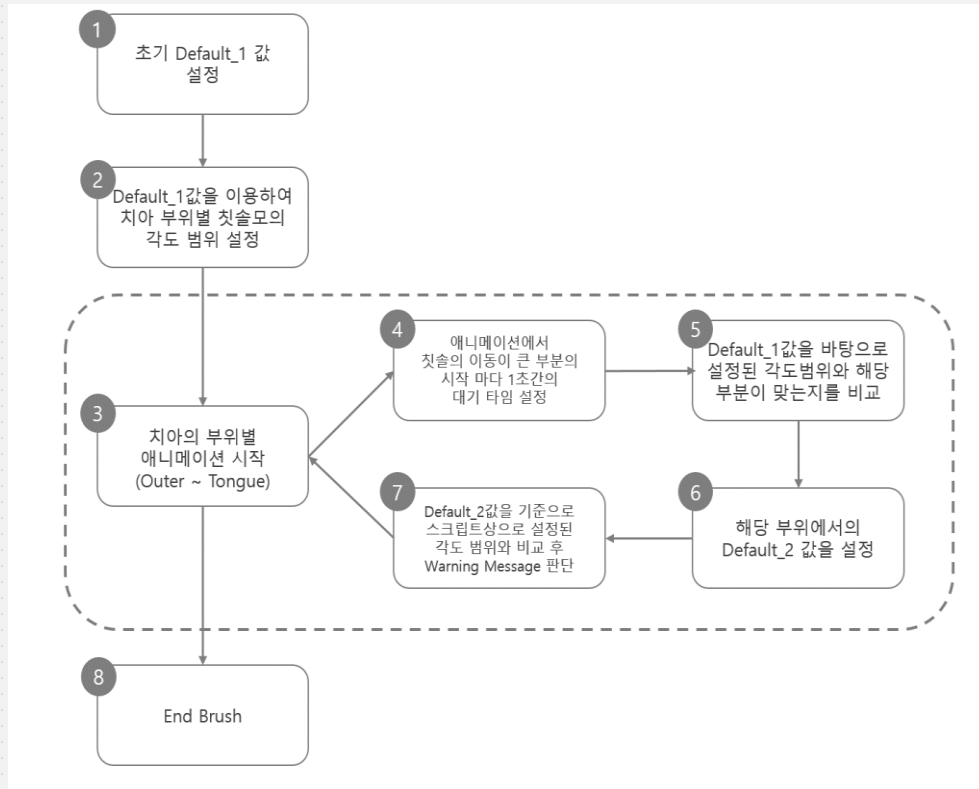 1
초기 Default_1 값
설정
2
Default_1값을 이용하여
치아 부위별 칫솔모의
각도 범위 설정
3
치아의 부위별
애니메이션 시작
(Outer ~ Tongue)
4
애니메이션에서
칫솔의 이동이 큰 부분의
시작 마다 1초간의
대기 타임 설정
5
Default_1값을 바탕으로
설정된 각도범위와 해당
부분이 맞는지를 비교
6
해당 부위에서의
Default_2 값을 설정
7
Default_2값을 기준으로
스크립트상으로 설정된
각도 범위와 비교 후
Warning Message 판단
8
End Brush